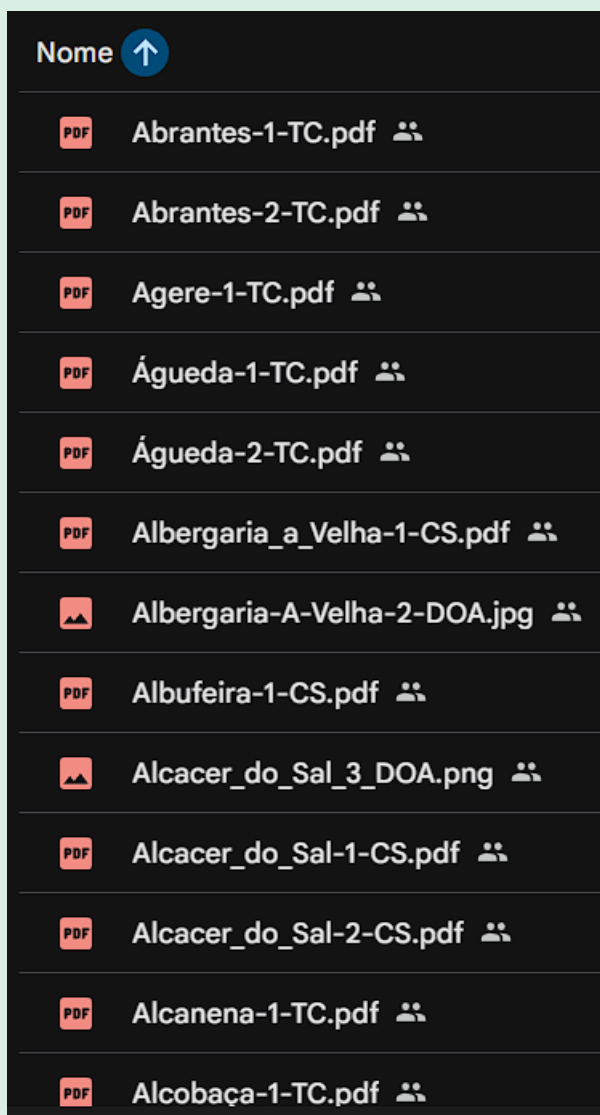 Nome
PDF Abrantes-1-TC.pdf
PDF Abrantes-2-TC.pdf
PDF Agere-1-TC.pdf
PDF Águeda-1-TC.pdf
PDF Águeda-2-TC.pdf
PDF Albergaria_a_Velha-1-CS.pdf
Albergaria-A-Velha-2-DOA.jpg
PDF Albufeira-1-CS.pdf
Alcacer_do_Sal_3_DOA.png
PDF Alcacer_do_Sal-1-CS.pdf
PDF Alcacer_do_Sal-2-CS.pdf
PDF Alcanena-1-TC.pdf
PDF Alcobaça-1-TC.pdf